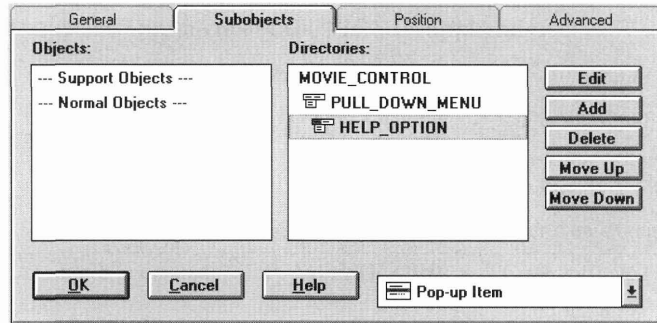 General Subobjects Position Advanced
Objects: Directories:
--- Support Objects ---
--- Normal Objects ---
MOVIE_CONTROL
PULL_DOWN_MENU
HELP_OPTION
Edit
Add
Delete
Move Up
Move Down
OK Cancel Help Pop-up Item